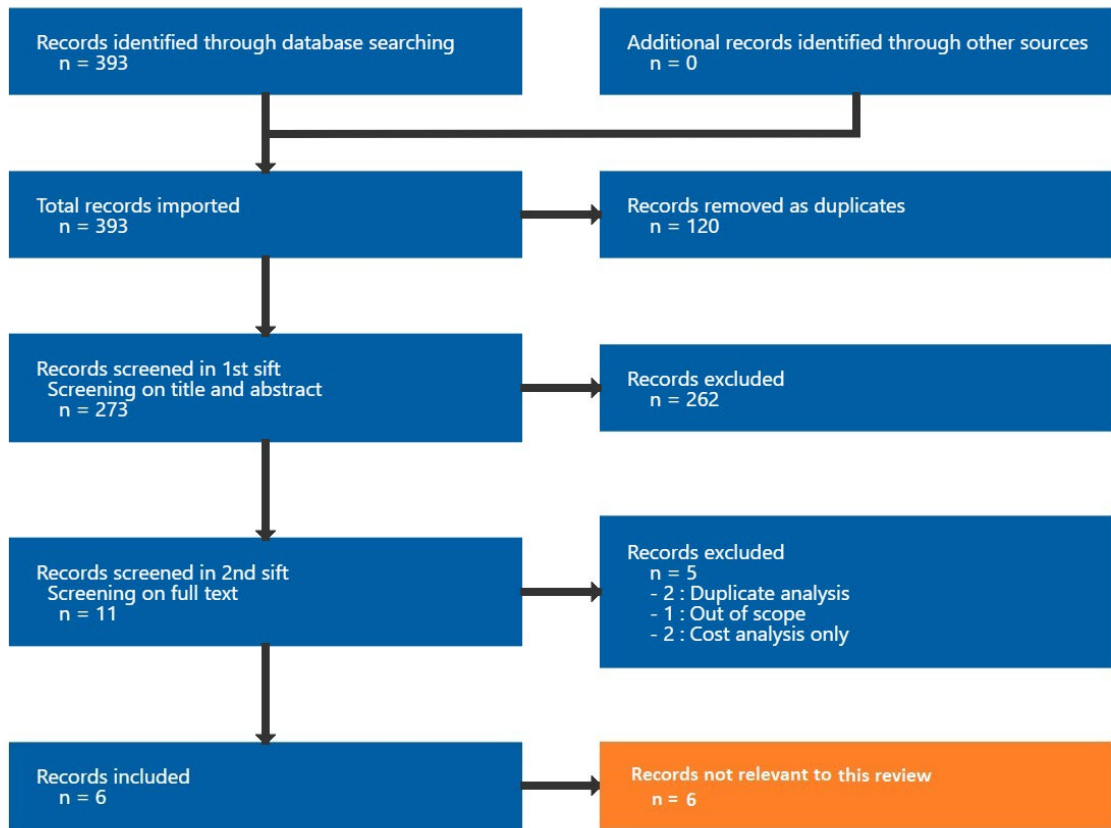 Records identified through database searching
n = 393
Additional records identified through other sources
n = 0
Total records imported
n = 393
Records removed as duplicates
n = 120
Records screened in 1st sift
Screening on title and abstract
n = 273
Records excluded
n = 262
Records screened in 2nd sift
Screening on full text
n = 11
Records excluded
n = 5
- 2 : Duplicate analysis
- 1 : Out of scope
- 2 : Cost analysis only
Records included
n = 6
Records not relevant to this review
n = 6